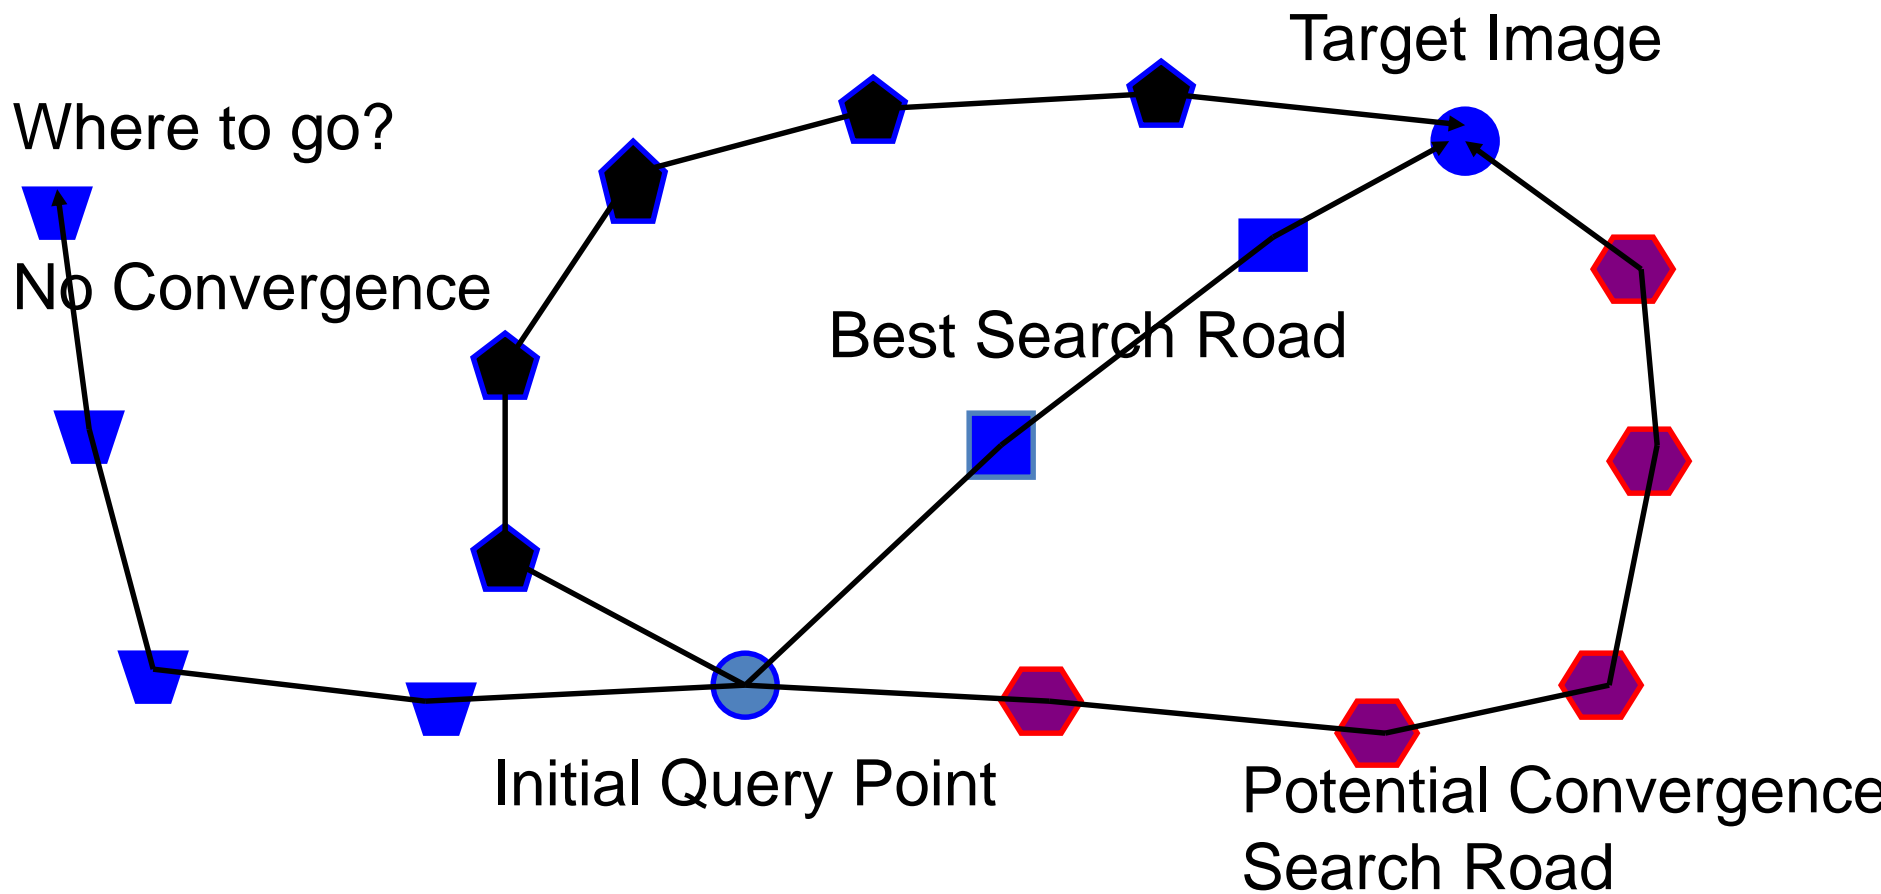 Target Image
Where to go?
No Convergence
Best Search Road
Initial Query Point
Potential Convergence
Search Road